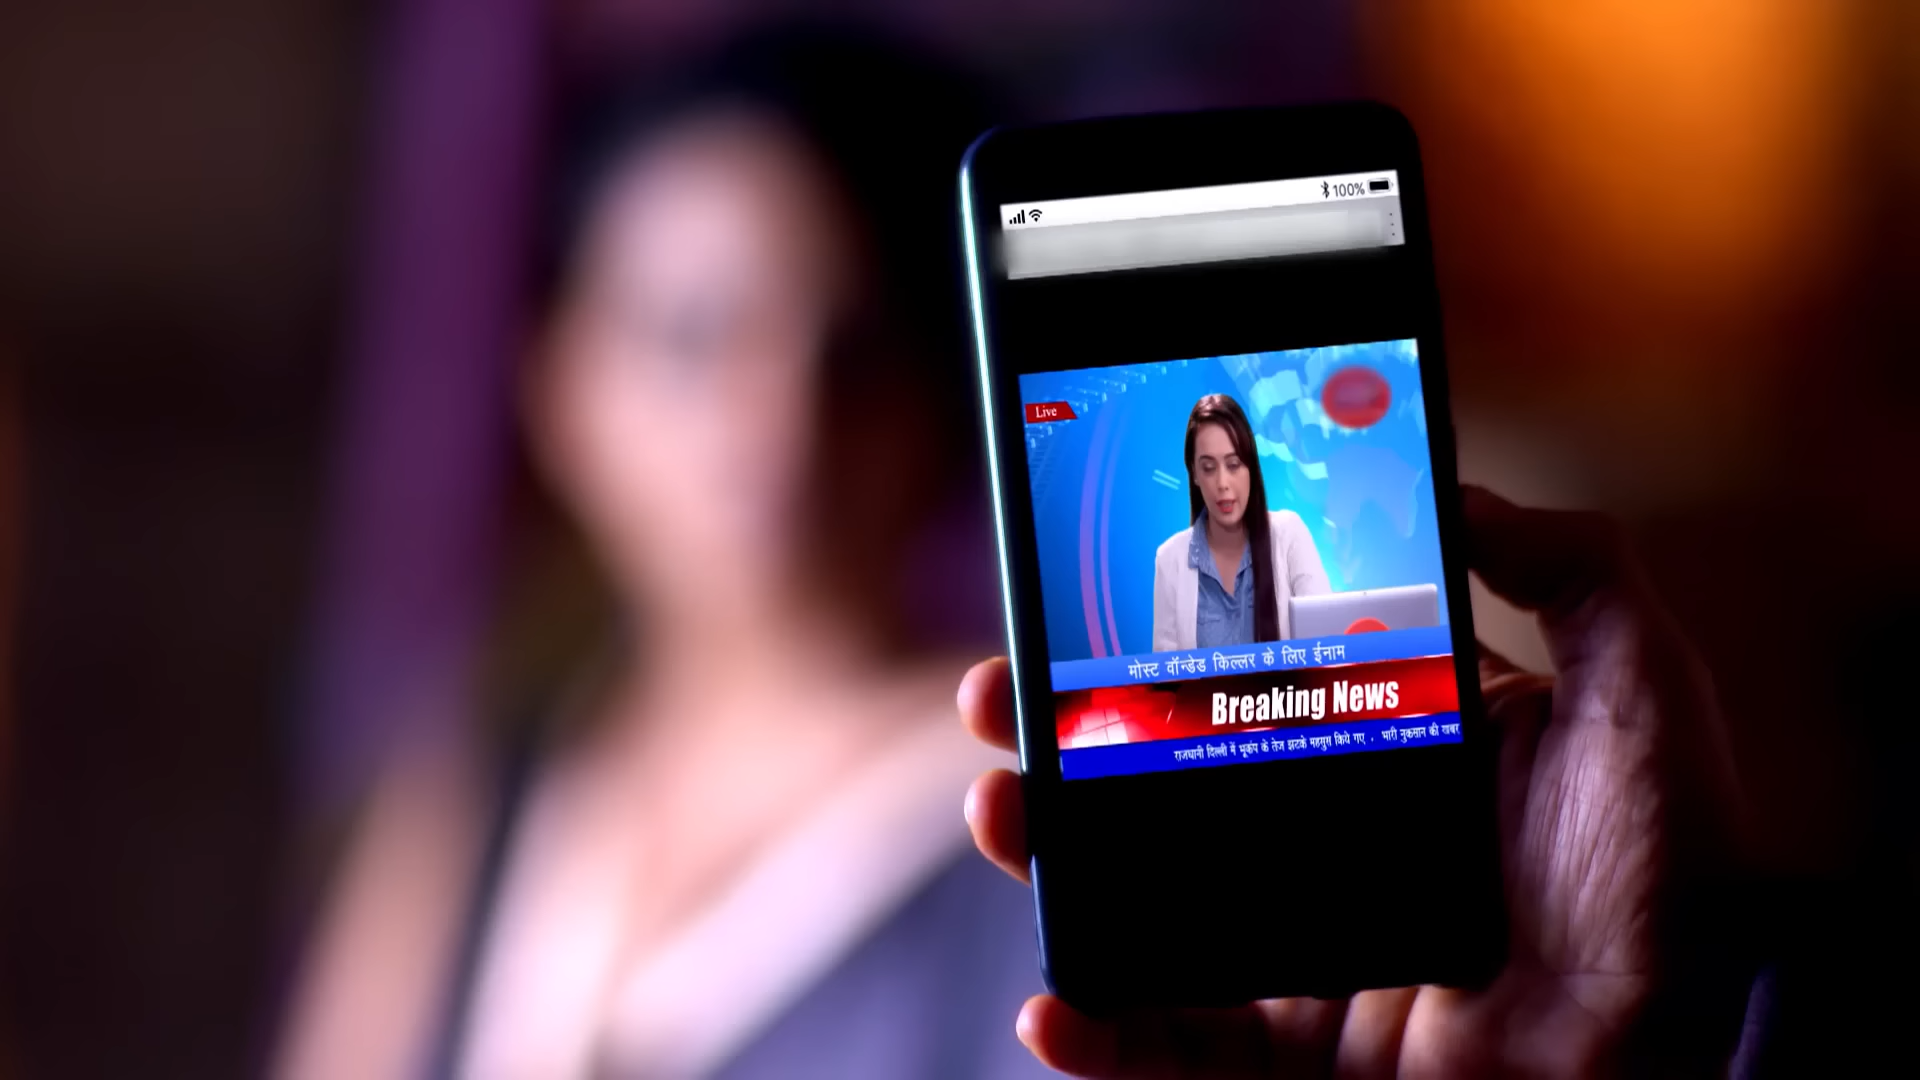 100%
Live
मोस्ट वॉन्डेड किल्लर के लिए ईनाम
Breaking News
राजधानी दिल्ली में भूकंप के तेज झटके महसुस किये गए . भारी नुकसान की खबर